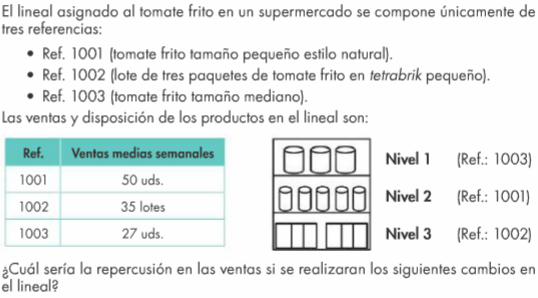 El lineal asignado al tomate frito en un supermercado se compone únicamente de
tres referencias:
• Ref. 1001 (tomate frito tamaño pequeño estilo natural).
• Ref. 1002 (lote de tres paquetes de tomate frito en tetrabrik pequeño).
• Ref. 1003 (tomate frito tamaño mediano).
Las ventas y disposición de los productos en el lineal son:
Ref. Ventas medias semanales
1001 50 uds.
1002 35 lotes
1003 27 uds.
Nivel 1 (Ref.: 1003)
Nivel 2 (Ref.: 1001)
Nivel 3 (Ref.: 1002)
¿Cuál sería la repercusión en las ventas si se realizaran los siguientes cambios en
el lineal?